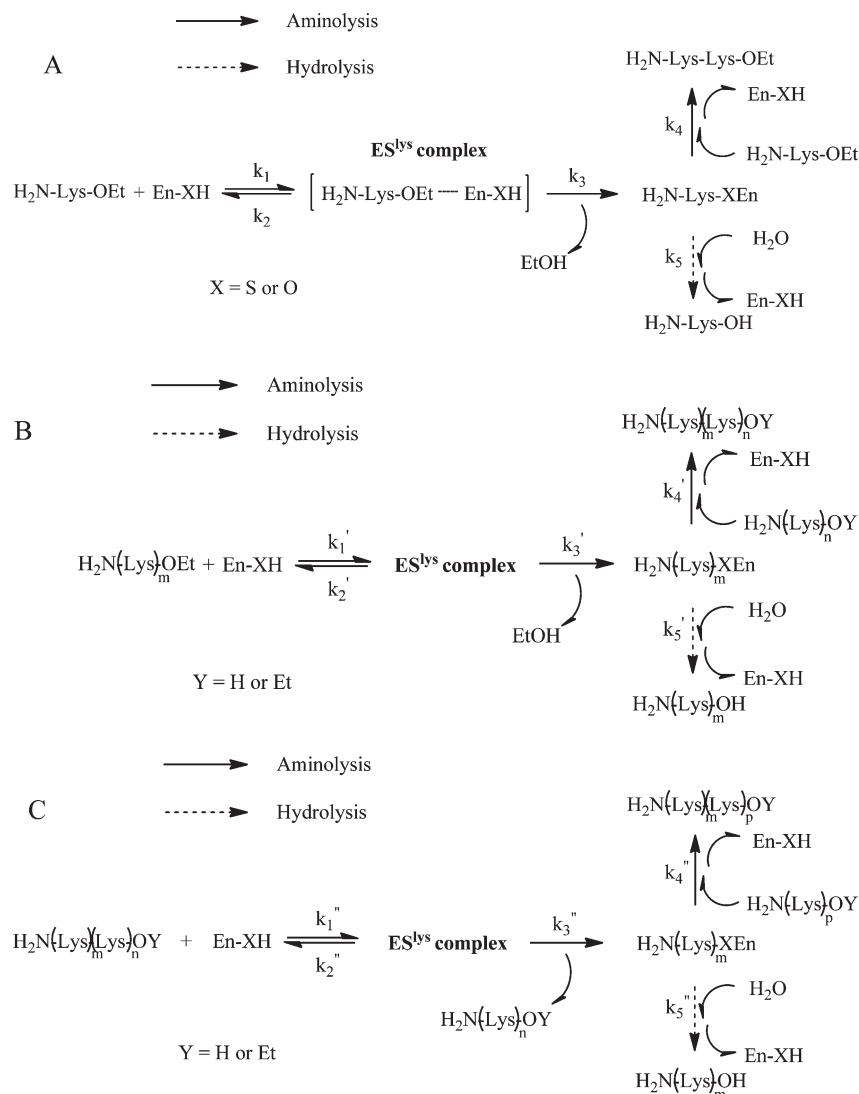 Aminolysis
A
Hydrolysis
H2N-Lys-Lys-OEt
En-XH
k4
H2N-Lys-OEt
ESlys complex
H2N-Lys-OEt + En-XH
k1
k2
[ H2N-Lys-OEt ---- En-XH ]
k3
EtOH
H2N-Lys-XEn
X = S or O
k5
H2O
En-XH
H2N-Lys-OH
Aminolysis
B
Hydrolysis
H2N(Lys)m(Lys)nOY
En-XH
k4'
H2N(Lys)nOY
H2N(Lys)mOEt + En-XH
k1'
k2'
ESlys complex
k3'
EtOH
H2N(Lys)mXEn
Y = H or Et
k5'
H2O
En-XH
H2N(Lys)mOH
Aminolysis
C
Hydrolysis
H2N(Lys)m(Lys)pOY
En-XH
k4"
H2N(Lys)pOY
H2N(Lys)m(Lys)nOY + En-XH
k1"
k2"
ESlys complex
k3"
H2N(Lys)nOY
H2N(Lys)mXEn
Y = H or Et
k5"
H2O
En-XH
H2N(Lys)mOH